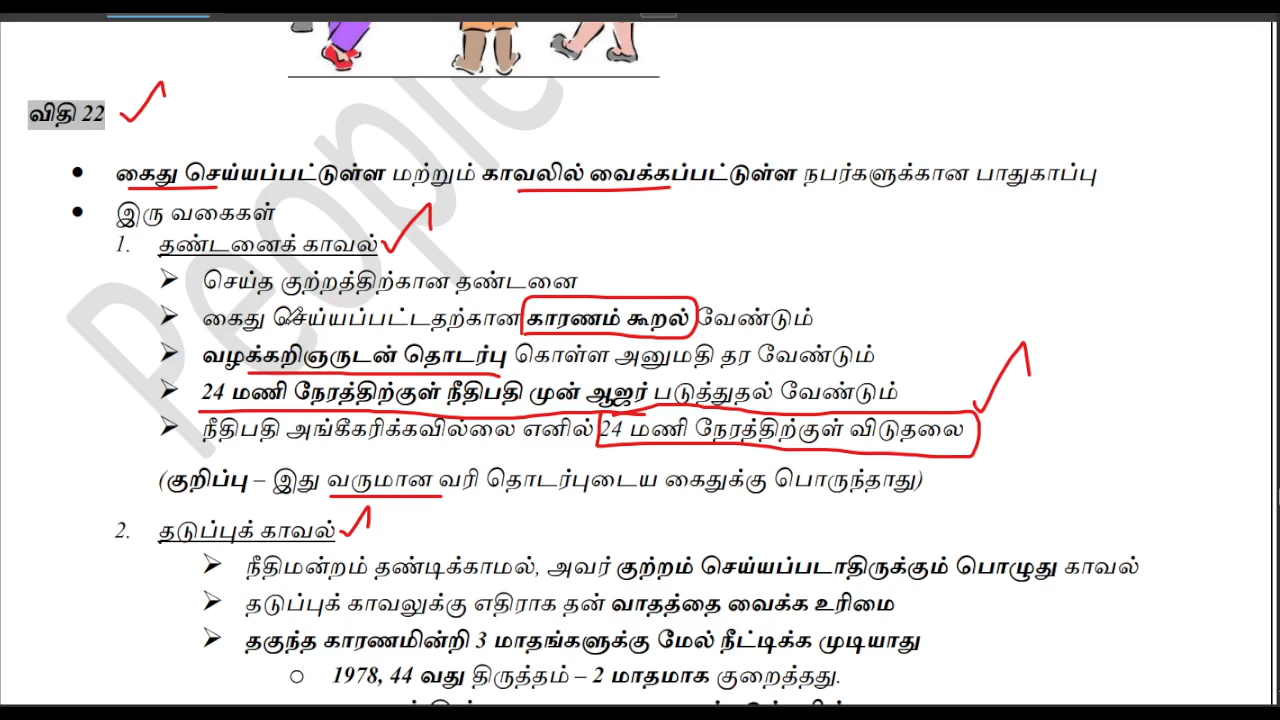 விதி 22
• கைது செய்யப்பட்டுள்ள மற்றும் காவலில் வைக்கப்பட்டுள்ள நபர்களுக்கான பாதுகாப்பு
• இரு வகைகள்
1. தண்டனைக் காவல்
➢ செய்த குற்றத்திற்கான தண்டனை
➢ கைது செய்யப்பட்டதற்கான காரணம் கூறல் வேண்டும்
➢ வழக்கறிஞருடன் தொடர்பு கொள்ள அனுமதி தர வேண்டும்
➢ 24 மணி நேரத்திற்குள் நீதிபதி முன் ஆஜர் படுத்துதல் வேண்டும்
➢ நீதிபதி அங்கீகரிக்கவில்லை எனில் 24 மணி நேரத்திற்குள் விடுதலை
(குறிப்பு – இது வருமான வரி தொடர்புடைய கைதுக்கு பொருந்தாது)
2. தடுப்புக் காவல்
➢ நீதிமன்றம் தண்டிக்காமல், அவர் குற்றம் செய்யப்படாதிருக்கும் பொழுது காவல்
➢ தடுப்புக் காவலுக்கு எதிராக தன் வாதத்தை வைக்க உரிமை
➢ தகுந்த காரணமின்றி 3 மாதங்களுக்கு மேல் நீட்டிக்க முடியாது
○ 1978, 44 வது திருத்தம் – 2 மாதமாக குறைத்தது.
People